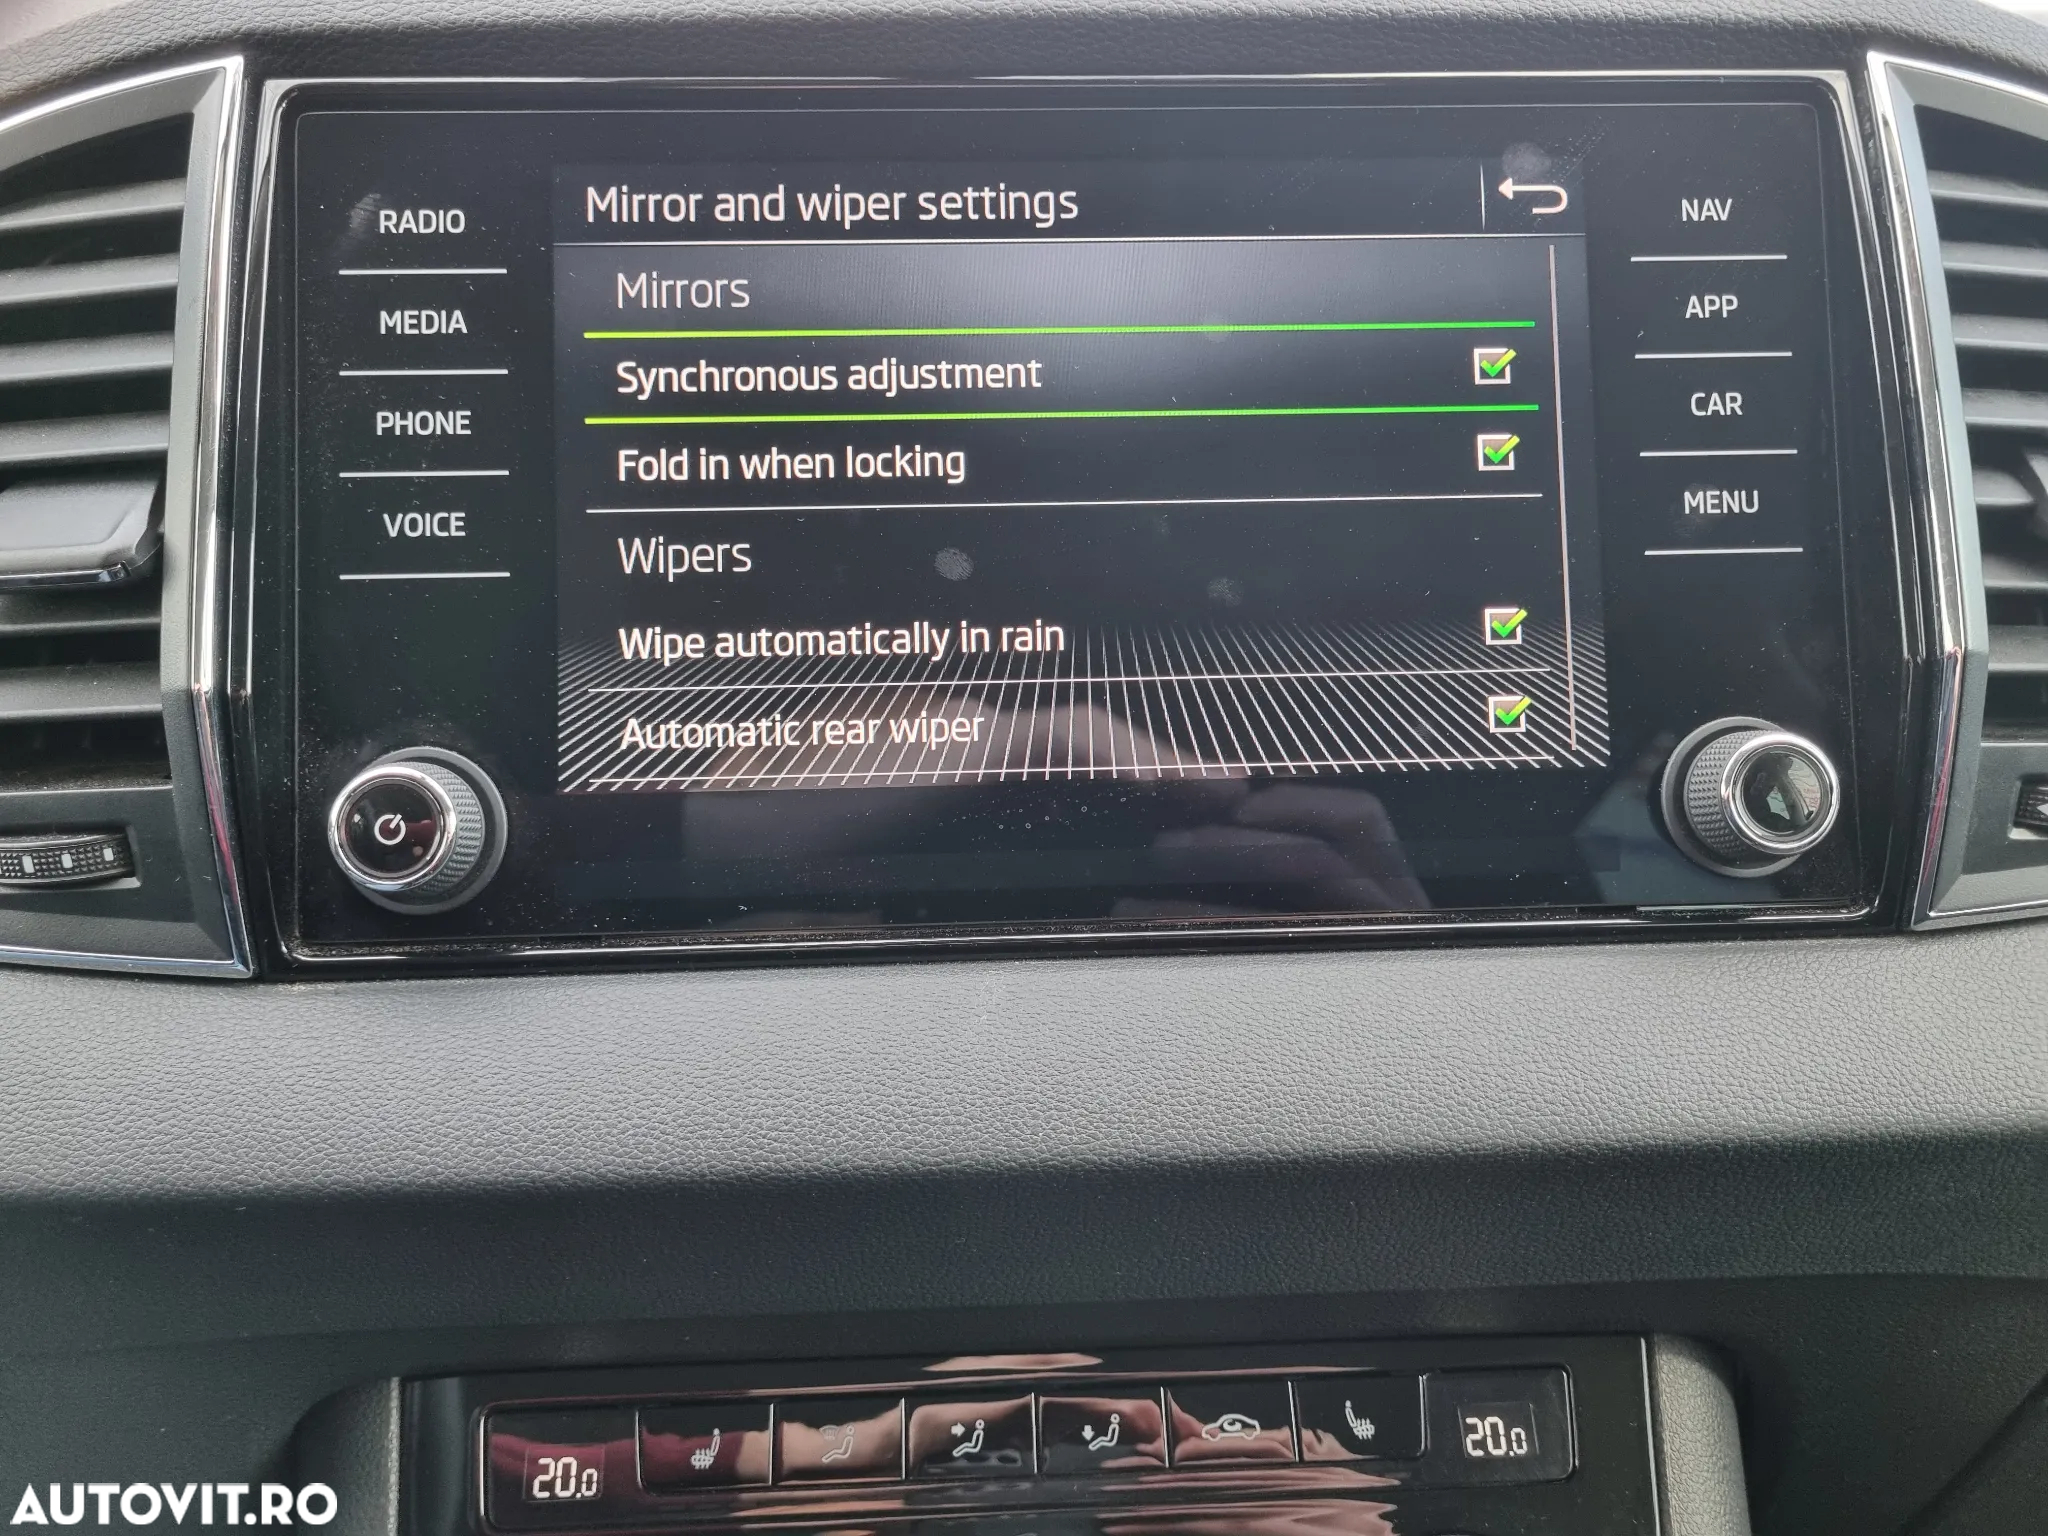 Mirror and wiper settings
RADIO
MEDIA
PHONE
VOICE
Mirrors
Synchronous adjustment
Fold in when locking
Wipers
Wipe automatically in rain
Automatic rear wiper
NAV
APP
CAR
MENU
20.0
20.0
AUTOVIT.RO